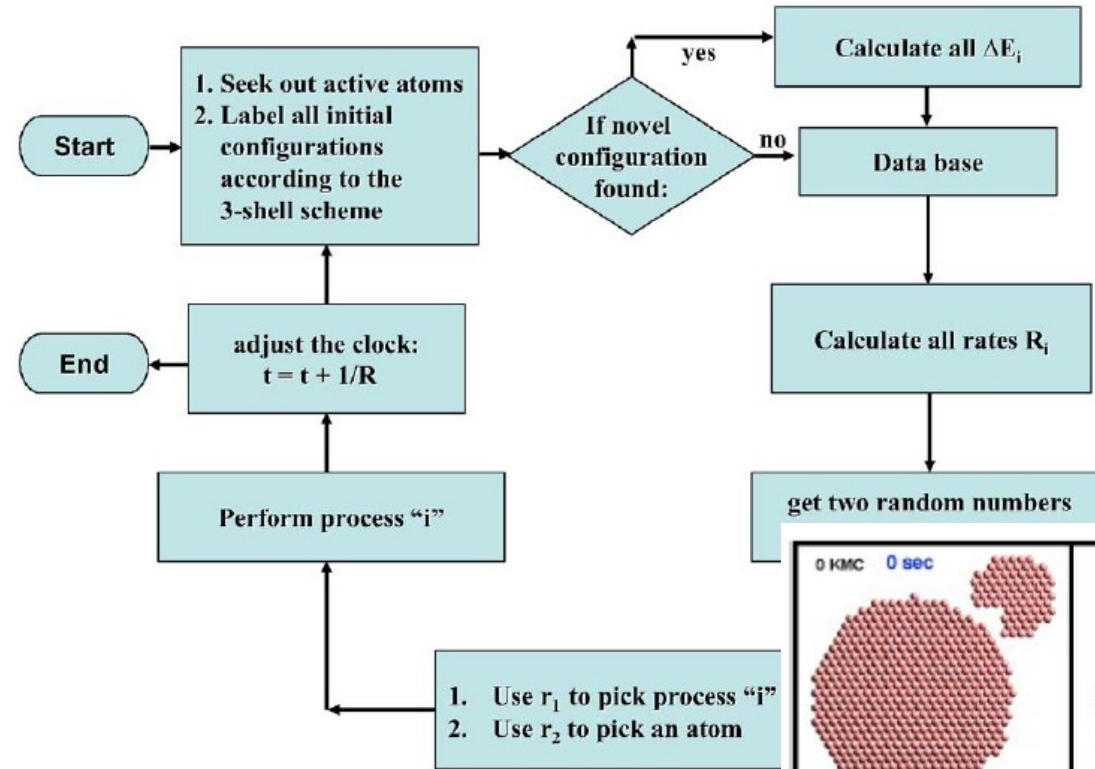 Start
1. Seek out active atoms
2. Label all initial
configurations
according to the
3-shell scheme
If novel
configuration
found:
yes
no
Calculate all ΔEᵢ
Data base
Calculate all rates Rᵢ
get two random numbers
1. Use r₁ to pick process “i”
2. Use r₂ to pick an atom
Perform process “i”
adjust the clock:
t = t + 1/R
End
0 KMC 0 sec